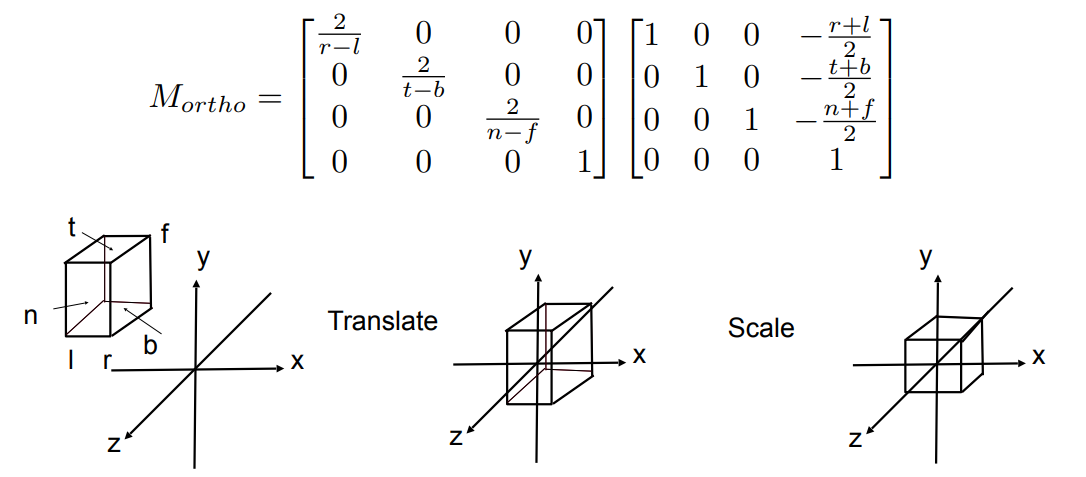 M_{ortho} = \begin{bmatrix} \frac{2}{r-l} & 0 & 0 & 0 \\ 0 & \frac{2}{t-b} & 0 & 0 \\ 0 & 0 & \frac{2}{n-f} & 0 \\ 0 & 0 & 0 & 1 \end{bmatrix} \begin{bmatrix} 1 & 0 & 0 & -\frac{r+l}{2} \\ 0 & 1 & 0 & -\frac{t+b}{2} \\ 0 & 0 & 1 & -\frac{n+f}{2} \\ 0 & 0 & 0 & 1 \end{bmatrix}
t
f
n
b
l
r
y
x
z
Translate
y
x
z
Scale
y
x
z